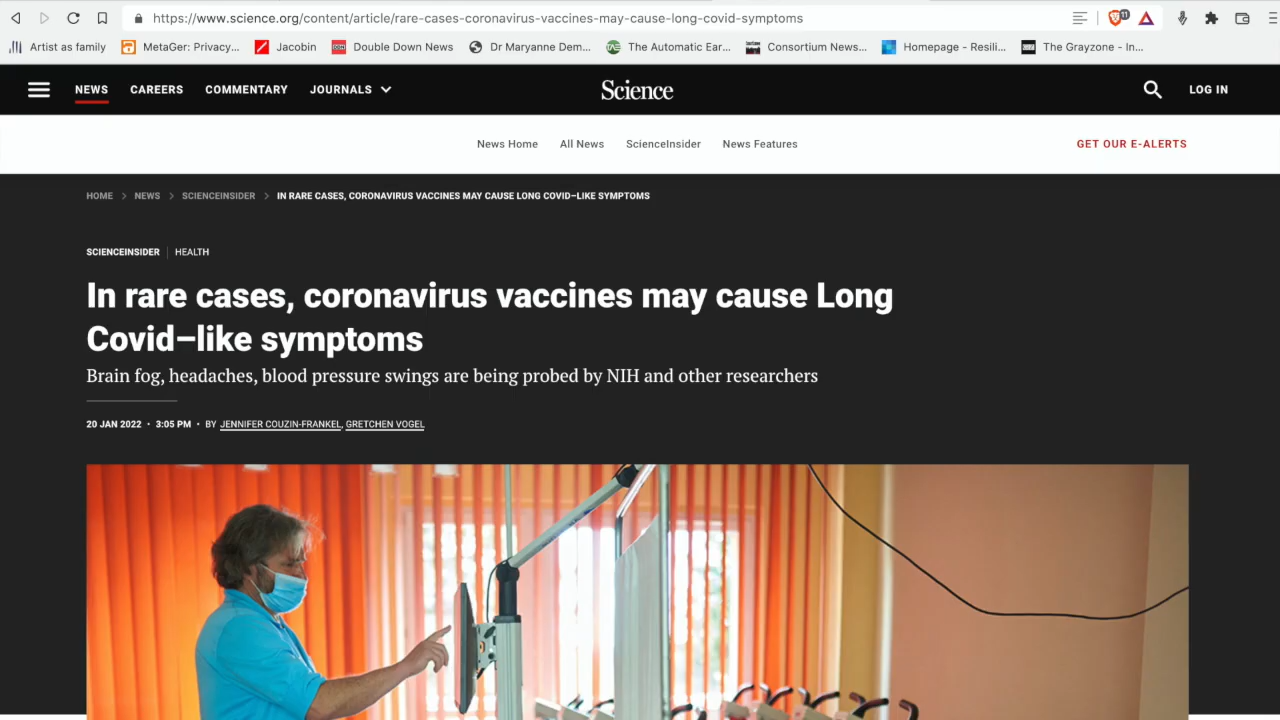 https://www.science.org/content/article/rare-cases-coronavirus-vaccines-may-cause-long-covid-symptoms
11
Artist as family
MetaGer: Privacy...
Jacobin
Double Down News
Dr Maryanne Dem...
The Automatic Ear...
Consortium News...
Homepage - Resili...
The Grayzone - In...
NEWS
CAREERS
COMMENTARY
JOURNALS
Science
LOG IN
News Home
All News
ScienceInsider
News Features
GET OUR E-ALERTS
HOME
NEWS
SCIENCEINSIDER
IN RARE CASES, CORONAVIRUS VACCINES MAY CAUSE LONG COVID–LIKE SYMPTOMS
SCIENCEINSIDER
HEALTH
In rare cases, coronavirus vaccines may cause Long
Covid–like symptoms
Brain fog, headaches, blood pressure swings are being probed by NIH and other researchers
20 JAN 2022 • 3:05 PM • BY JENNIFER COUZIN-FRANKEL, GRETCHEN VOGEL